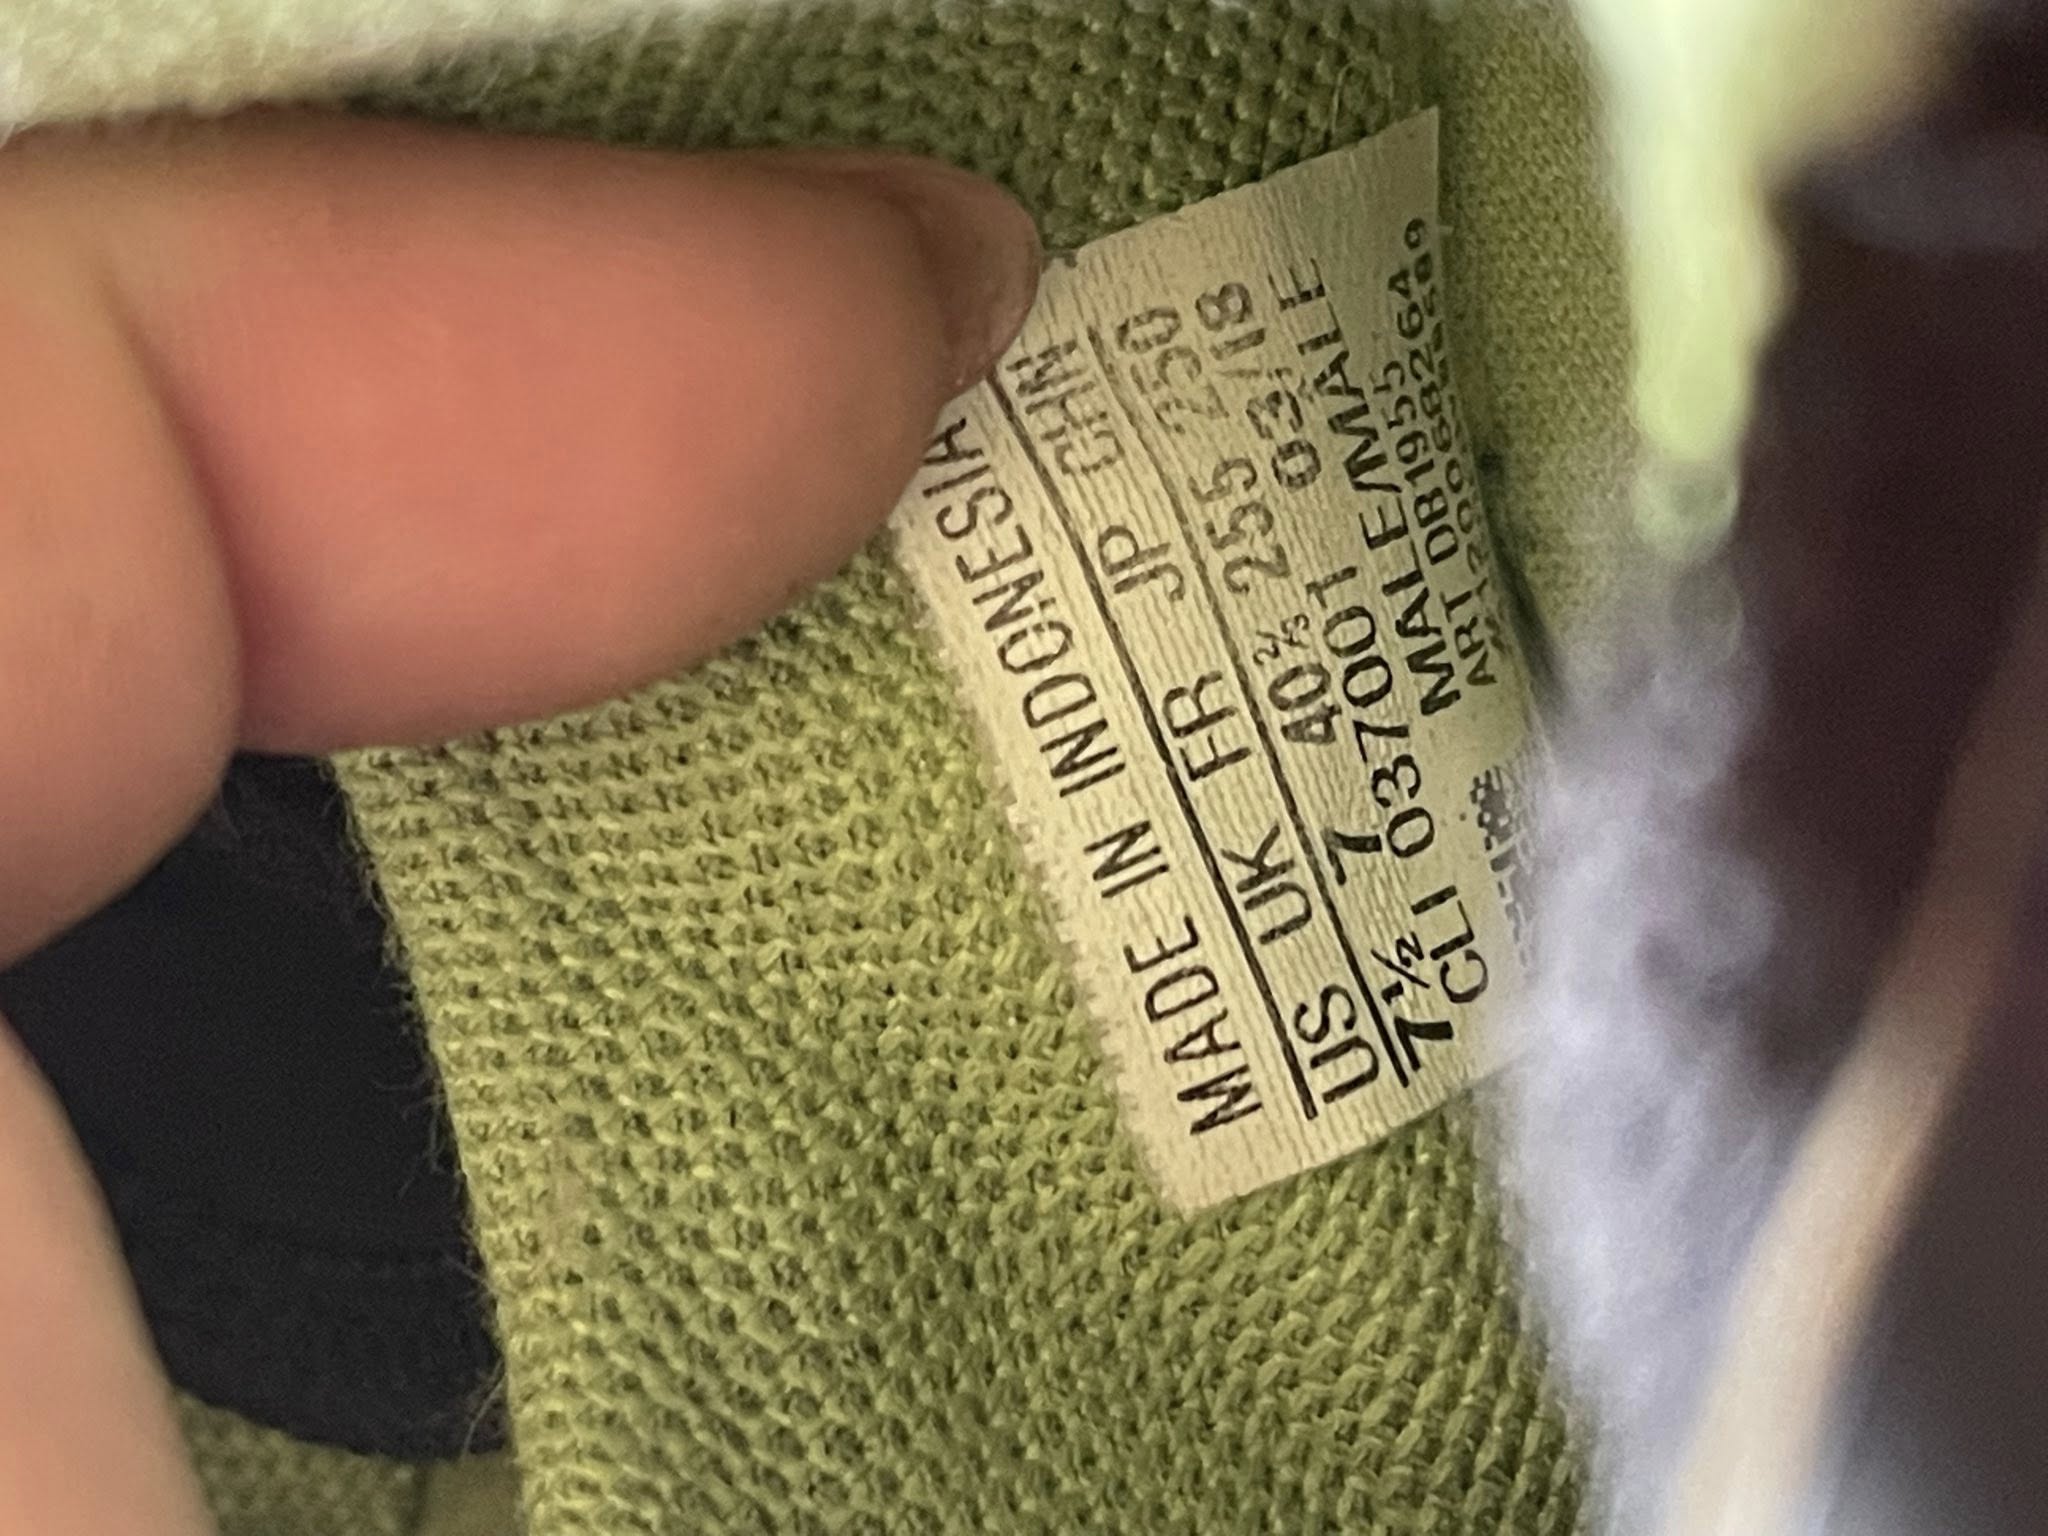 MADE IN INDONESIA
US UK FR JP CHN
7½ 7 40⅔ 255 250
CLI 037001 03/18
MALE/MALE MALE
ART DB1955